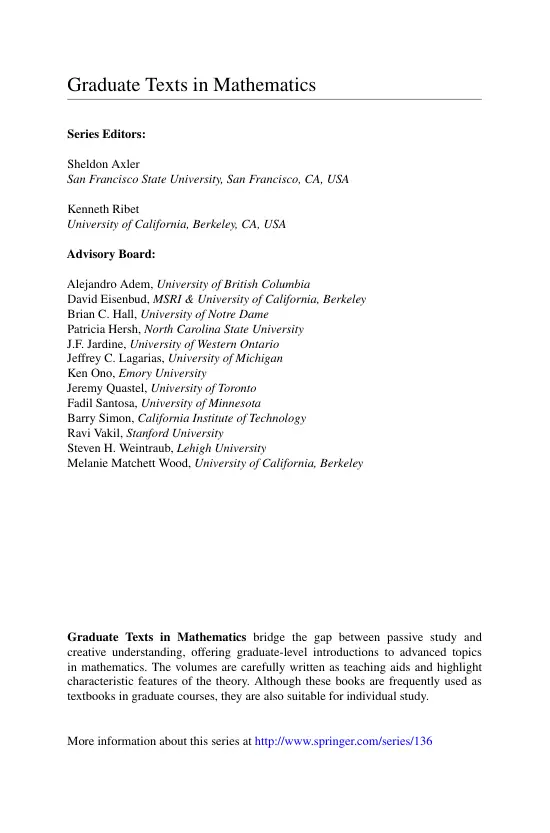 Graduate Texts in Mathematics
Series Editors:
Sheldon Axler
San Francisco State University, San Francisco, CA, USA
Kenneth Ribet
University of California, Berkeley, CA, USA
Advisory Board:
Alejandro Adem, University of British Columbia
David Eisenbud, MSRI & University of California, Berkeley
Brian C. Hall, University of Notre Dame
Patricia Hersh, North Carolina State University
J.F. Jardine, University of Western Ontario
Jeffrey C. Lagarias, University of Michigan
Ken Ono, Emory University
Jeremy Quastel, University of Toronto
Fadil Santosa, University of Minnesota
Barry Simon, California Institute of Technology
Ravi Vakil, Stanford University
Steven H. Weintraub, Lehigh University
Melanie Matchett Wood, University of California, Berkeley
Graduate Texts in Mathematics bridge the gap between passive study and
creative understanding, offering graduate-level introductions to advanced topics
in mathematics. The volumes are carefully written as teaching aids and highlight
characteristic features of the theory. Although these books are frequently used as
textbooks in graduate courses, they are also suitable for individual study.
More information about this series at http://www.springer.com/series/136